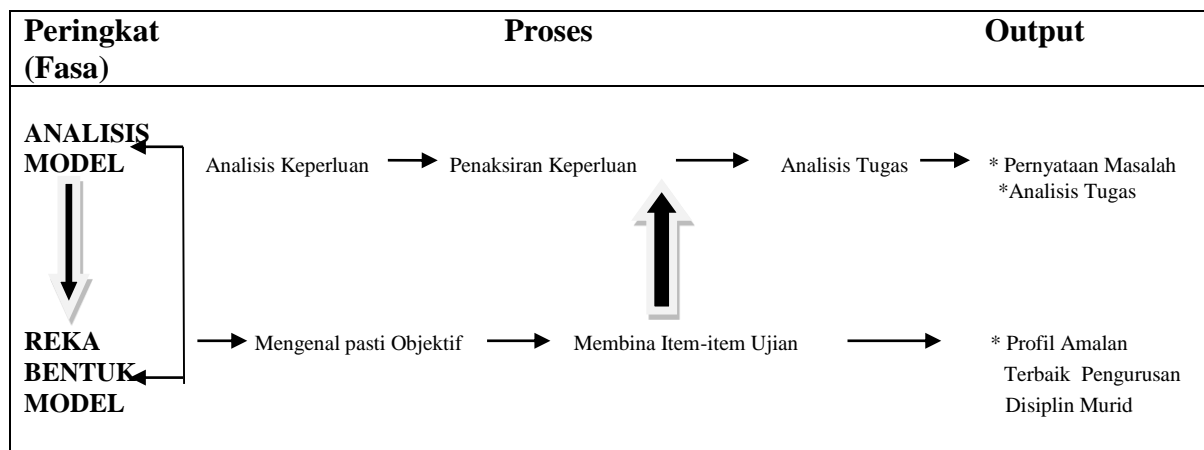 Peringkat (Fasa) Proses Output
ANALISIS
MODEL
Analisis Keperluan Penaksiran Keperluan Analisis Tugas * Pernyataan Masalah
*Analisis Tugas
REKA
BENTUK
MODEL
Mengenal pasti Objektif Membina Item-item Ujian * Profil Amalan
Terbaik Pengurusan
Disiplin Murid